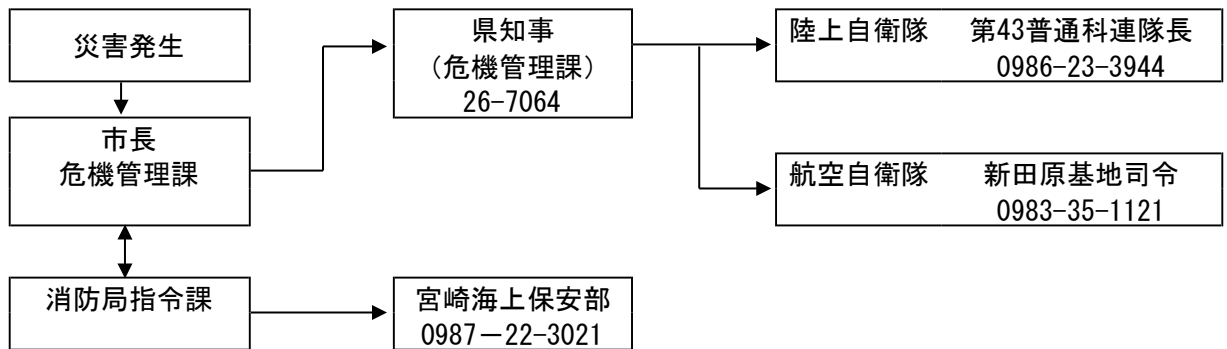 災害発生
市長
危機管理課
消防局指令課
県知事
（危機管理課）
26-7064
宮崎海上保安部
0987－22-3021
陸上自衛隊　第43普通科連隊長
0986-23-3944
航空自衛隊　新田原基地司令
0983-35-1121